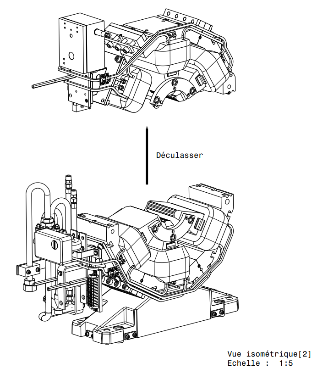 Déculasser
Vue isométrique[2]
Echelle :  1:5